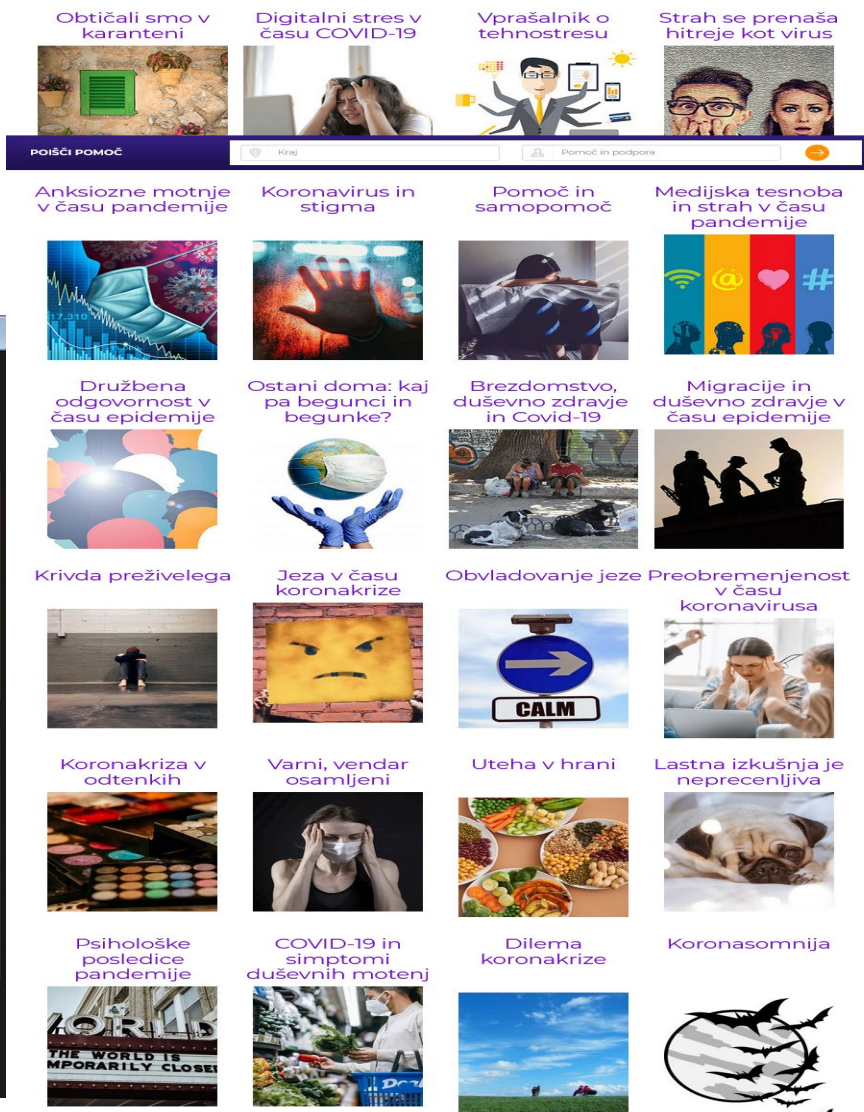 Obtičali smo v
karanteni
Digitalni stres v
času COVID-19
Vprašalnik o
tehnostresu
Strah se prenaša
hitreje kot virus
POIŠČI POMOČ
Kraj
Pomoč in podpora
Anksiozne motnje
v času pandemije
Koronavirus in
stigma
Pomoč in
samopomoč
Medijska tesnoba
in strah v času
pandemije
17.310
@
#
Družbena
odgovornost v
času epidemije
Ostani doma: kaj
pa begunci in
begunke?
Brezdomstvo,
duševno zdravje
in Covid-19
Migracije in
duševno zdravje v
času epidemije
Krivda preživelega
Jeza v času
koronakrize
Obvladovanje jeze
Preobremenjenost
v času
koronavirusa
CALM
Koronakriza v
odtenkih
Varni, vendar
osamljeni
Uteha v hrani
Lastna izkušnja je
neprecenljiva
Psihološke
posledice
pandemije
COVID-19 in
simptomi
duševnih motenj
Dilema
koronakrize
Koronasomnija
ORLD
THE WORLD IS
MPORARILY CLOSE